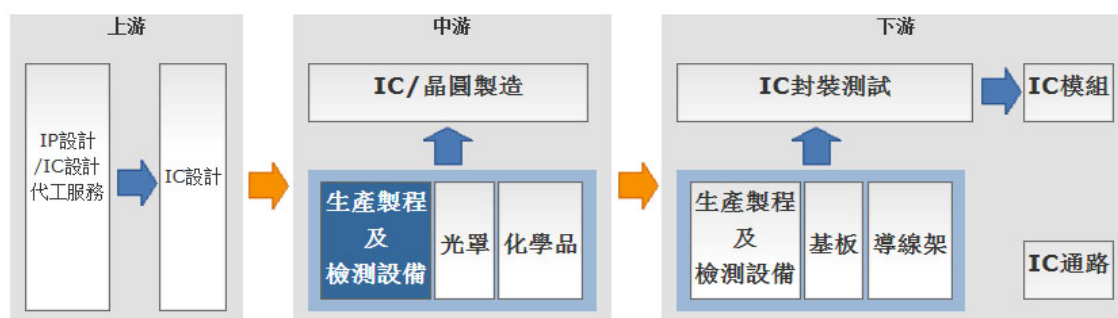 上游
IP設計
/IC設計
代工服務
IC設計
中游
IC/晶圓製造
生產製程
及
檢測設備
光罩
化學品
下游
IC封裝測試
IC模組
生產製程
及
檢測設備
基板
導線架
IC通路